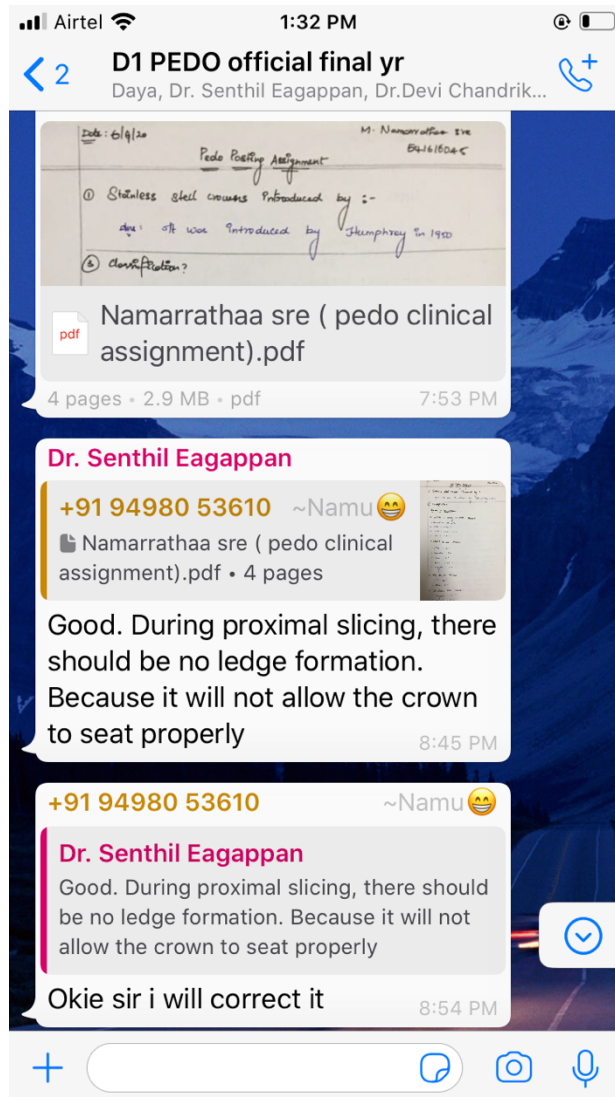 Airtel 1:32 PM
2 D1 PEDO official final yr
Daya, Dr. Senthil Eagappan, Dr.Devi Chandrik...
Date: 6/9/20 M. Namarrathaa sre
Pedo Posting Assignment
① Stainless steel crowns introduced by :-
ans: It was introduced by Humphrey in 1950
Classification?
pdf Namarrathaa sre ( pedo clinical
assignment).pdf
4 pages • 2.9 MB • pdf 7:53 PM
Dr. Senthil Eagappan
+91 94980 53610 ~Namu😁
Namarrathaa sre ( pedo clinical
assignment).pdf • 4 pages
Good. During proximal slicing, there
should be no ledge formation.
Because it will not allow the crown
to seat properly 8:45 PM
+91 94980 53610 ~Namu😁
Dr. Senthil Eagappan
Good. During proximal slicing, there should
be no ledge formation. Because it will not
allow the crown to seat properly
Okie sir i will correct it 8:54 PM